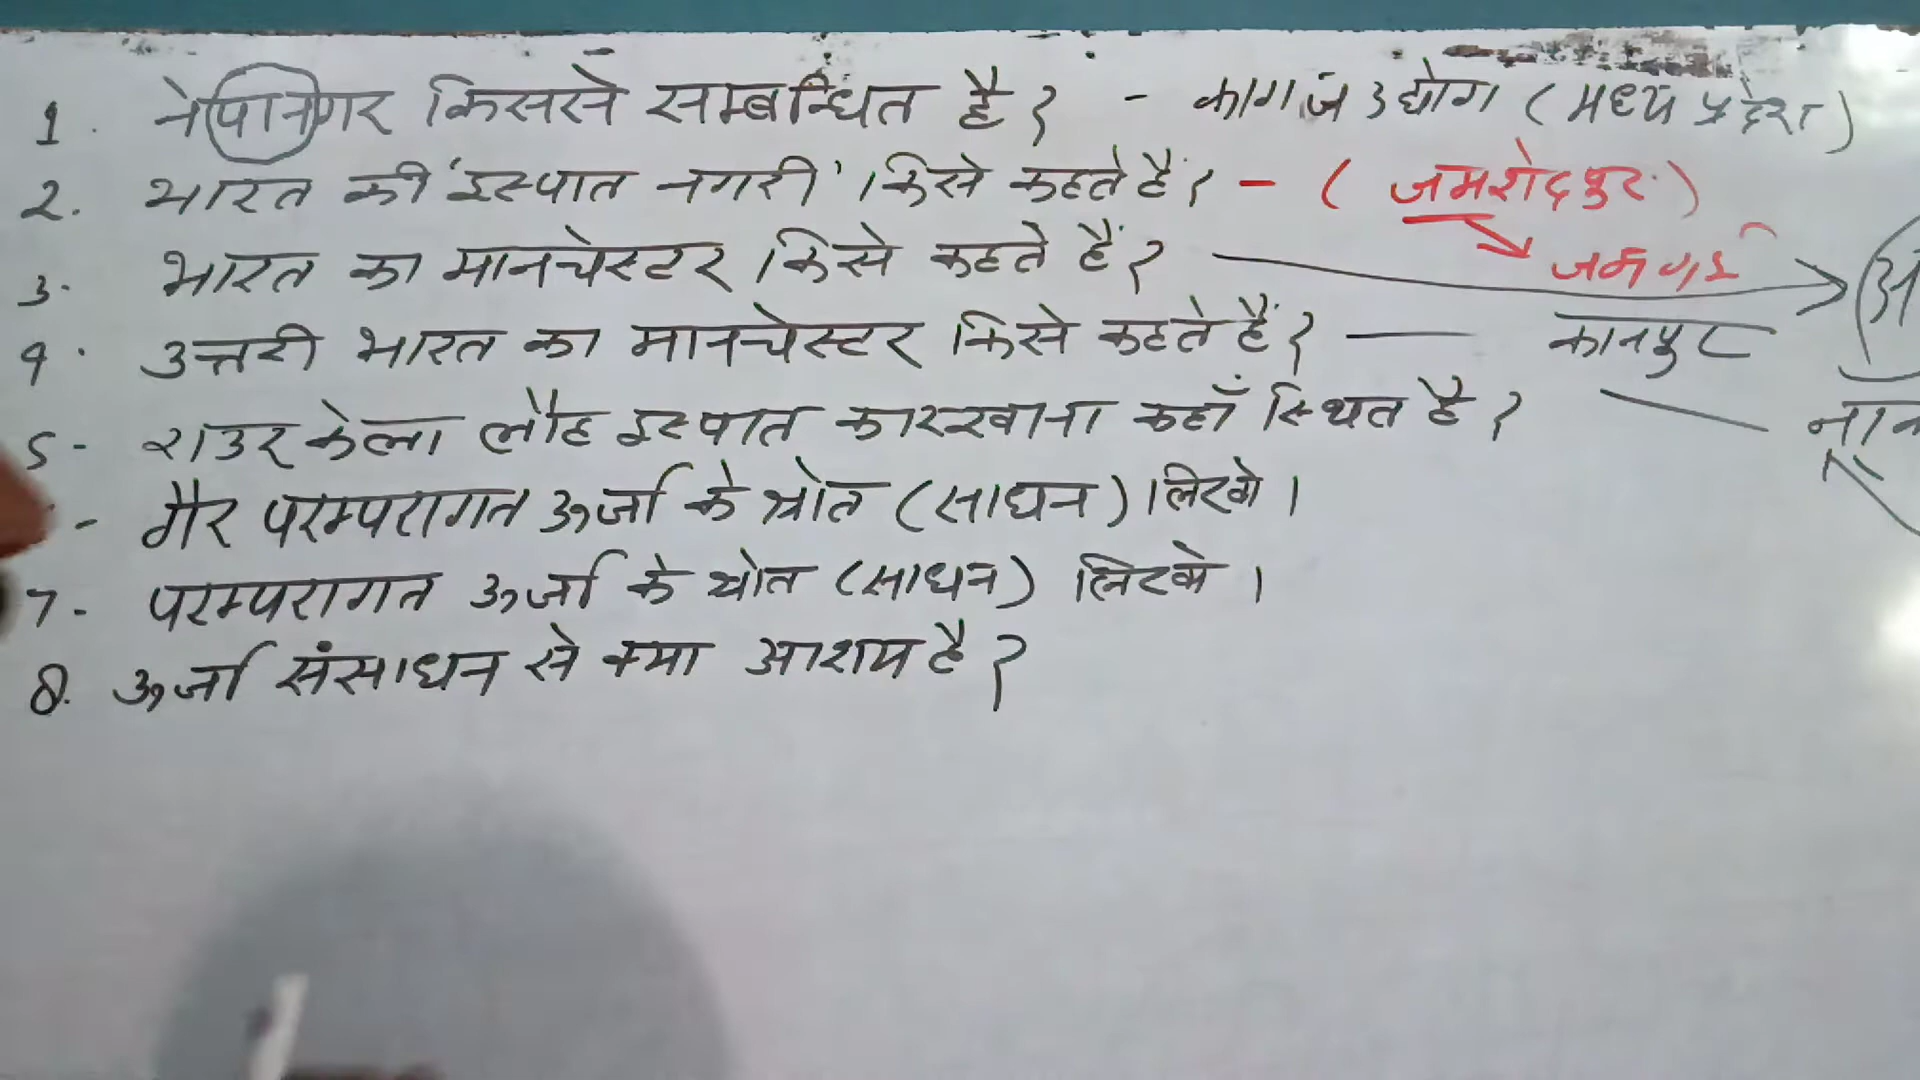 1. नेपानगर किससे सम्बन्धित है? - कागज उद्योग (मध्य प्रदेश)
2. भारत की 'इस्पात नगरी' किसे कहते हैं? - (जमशेदपुर)
3. भारत का मानचेस्टर किसे कहते हैं?
4. उत्तरी भारत का मानचेस्टर किसे कहते हैं? — कानपुर
5- राउरकेला लौह इस्पात कारखाना कहाँ स्थित है?
- गैर परम्परागत ऊर्जा के श्रोत (साधन) लिखो।
7- परम्परागत ऊर्जा के श्रोत (साधन) लिखो।
8. ऊर्जा संसाधन से क्या आशय है?